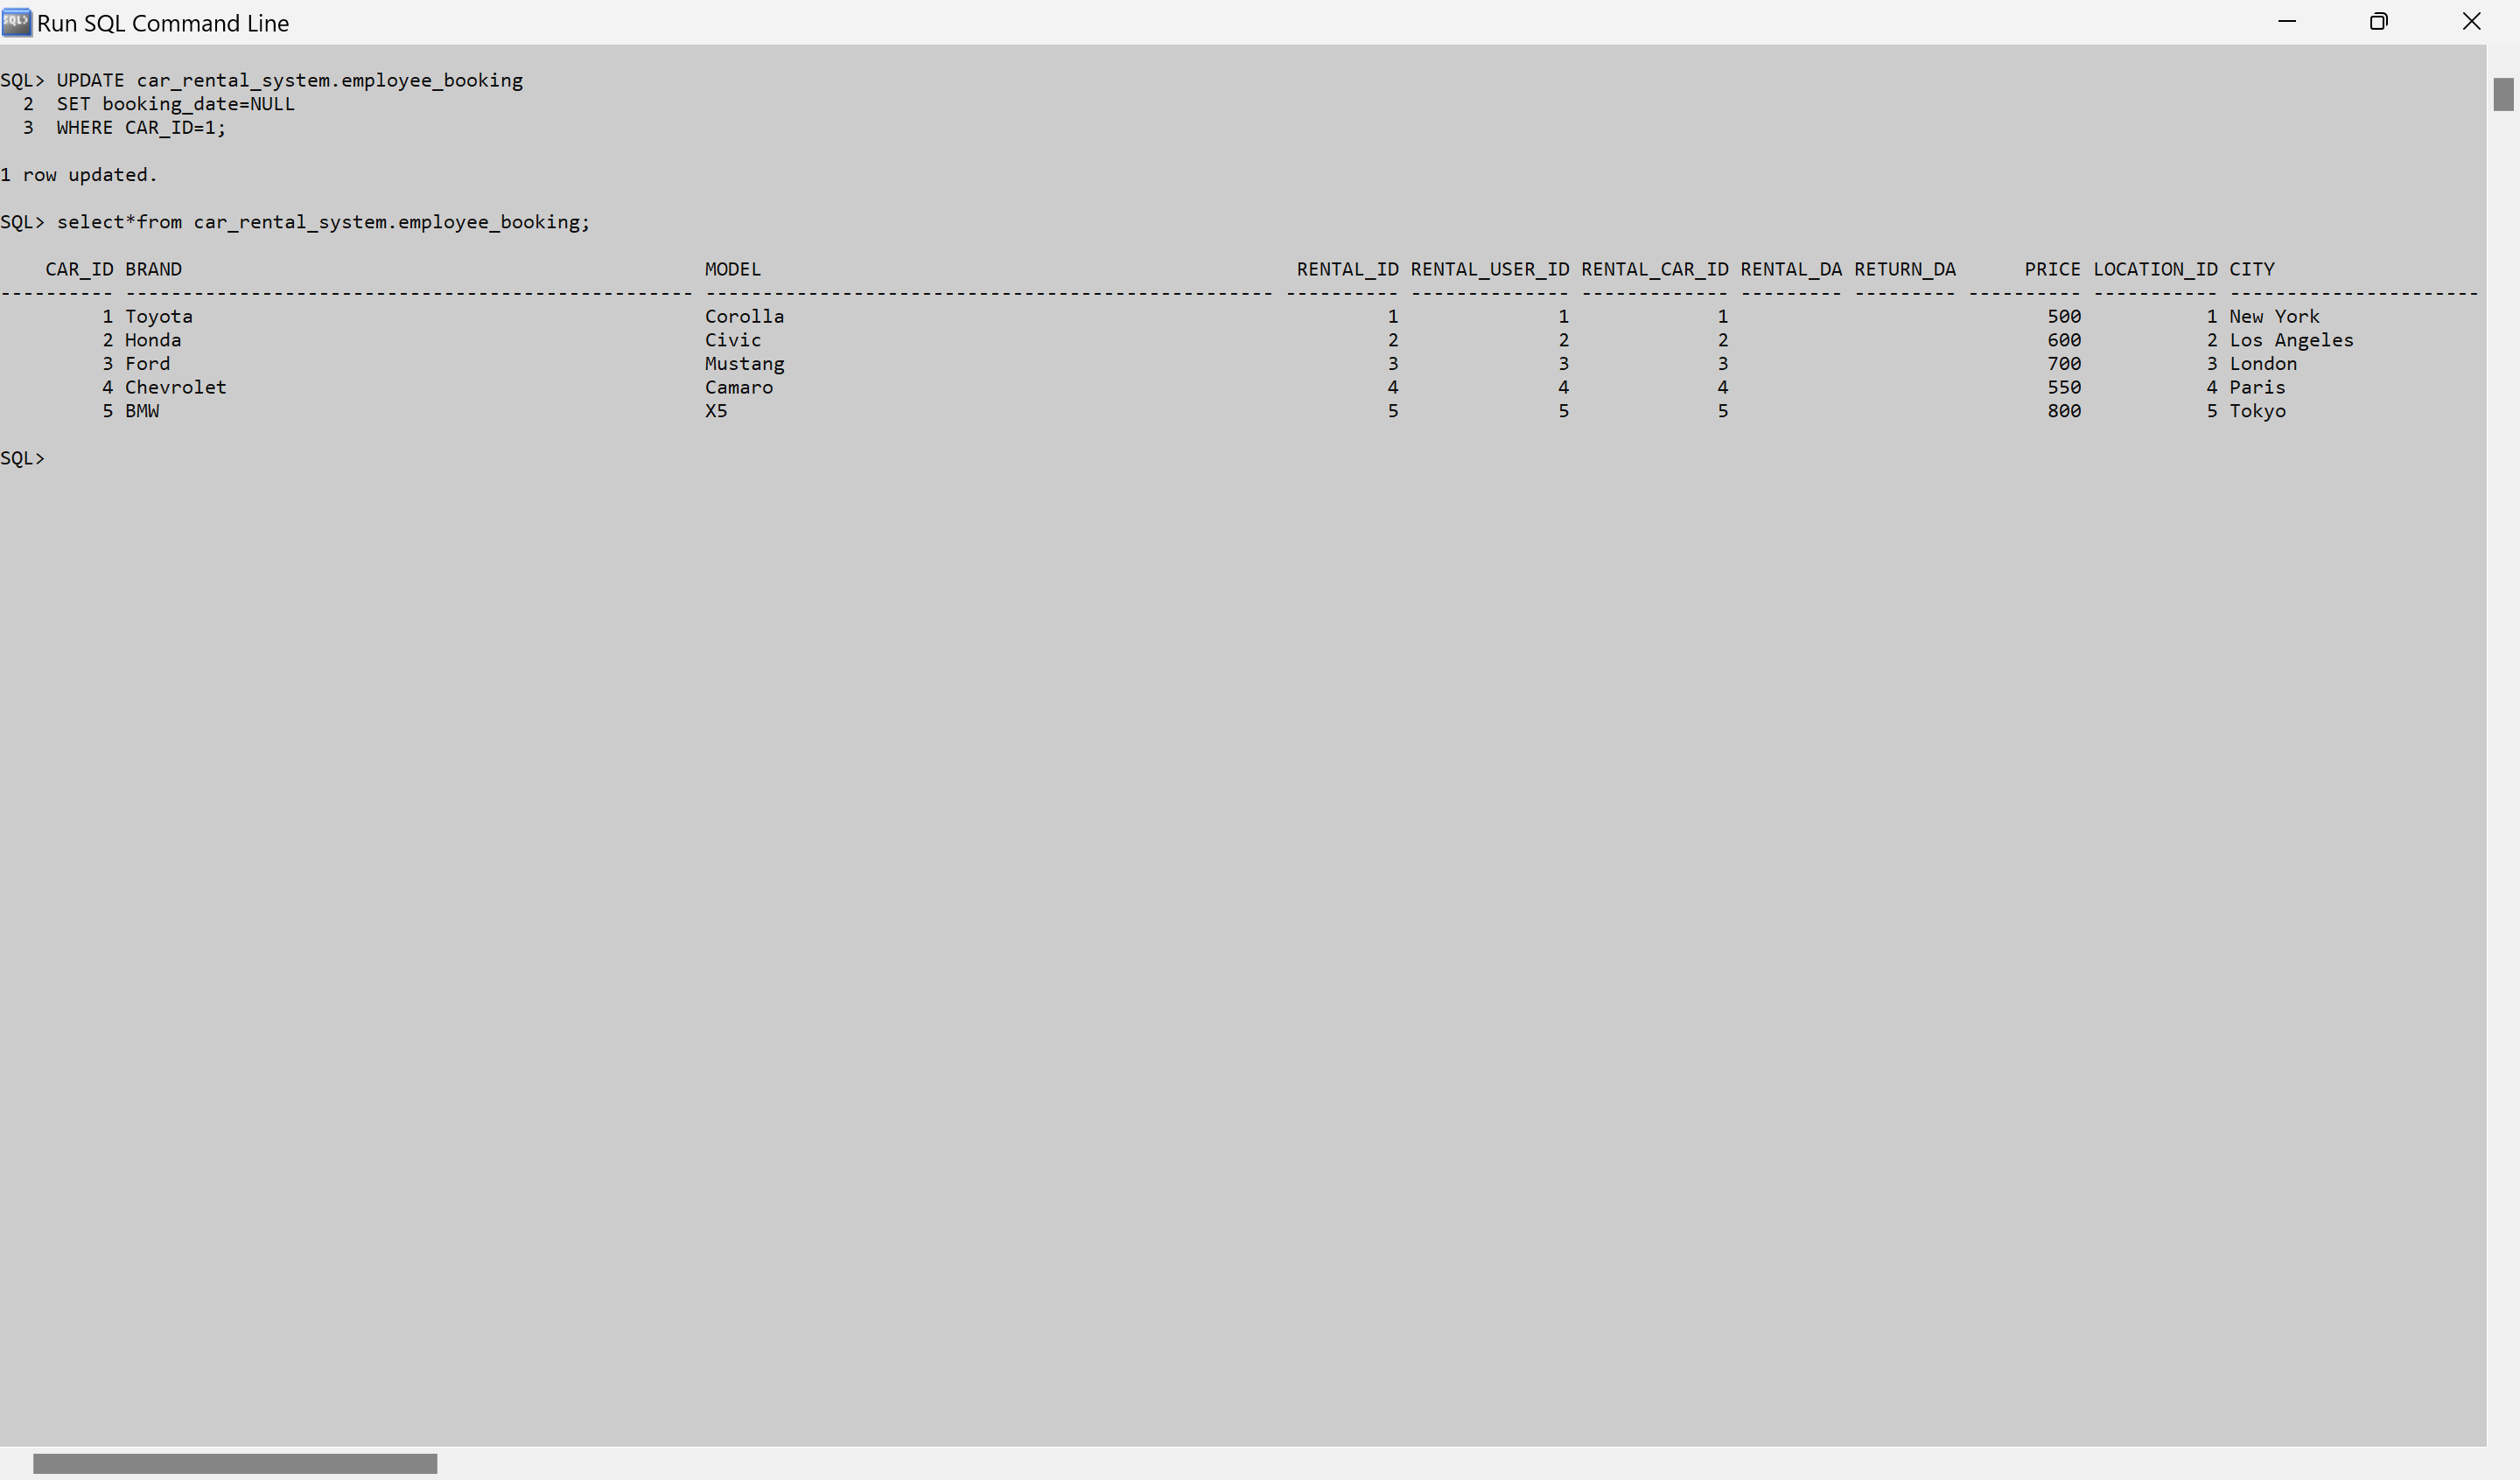 SQL> Run SQL Command Line
SQL> UPDATE car_rental_system.employee_booking
  2  SET booking_date=NULL
  3  WHERE CAR_ID=1;
1 row updated.
SQL> select*from car_rental_system.employee_booking;
    CAR_ID BRAND                                              MODEL                                              RENTAL_ID RENTAL_USER_ID RENTAL_CAR_ID RENTAL_DA RETURN_DA      PRICE LOCATION_ID CITY
---------- -------------------------------------------------- -------------------------------------------------- ---------- -------------- ------------- --------- --------- ---------- ----------- ----------------------
         1 Toyota                                             Corolla                                                     1              1             1                            500           1 New York
         2 Honda                                              Civic                                                       2              2             2                            600           2 Los Angeles
         3 Ford                                               Mustang                                                     3              3             3                            700           3 London
         4 Chevrolet                                          Camaro                                                      4              4             4                            550           4 Paris
         5 BMW                                                X5                                                          5              5             5                            800           5 Tokyo
SQL>